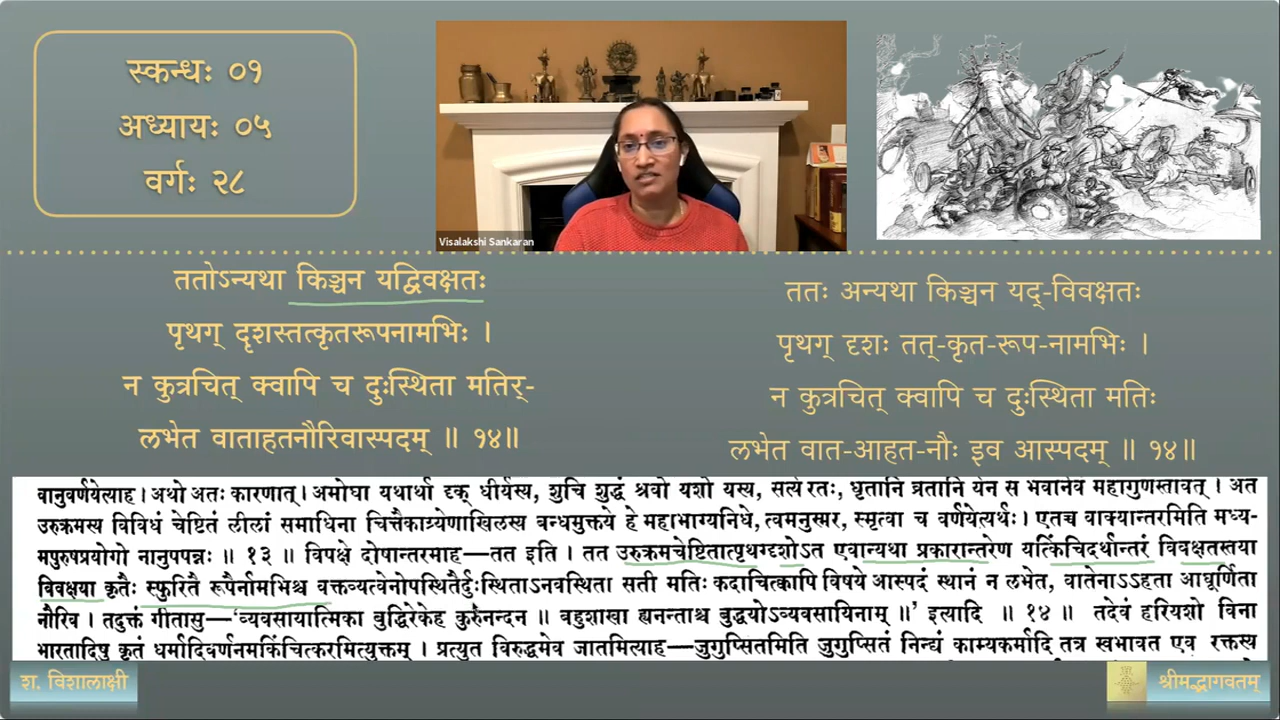 स्कन्धः ०१
अध्यायः ०५
वर्गः २८
Visalakshi Sankaran
ततोऽन्यथा किञ्चन यद्विवक्षतः
पृथग् दृशस्तत्कृतरूपनामभिः ।
न कुत्रचित् क्वापि च दुःस्थिता मतिर्-
लभेत वाताहतनौरिवास्पदम् ॥ १४॥
ततः अन्यथा किञ्चन यद्-विवक्षतः
पृथग् दृशः तत्-कृत-रूप-नामभिः ।
न कुत्रचित् क्वापि च दुःस्थिता मतिः
लभेत वात-आहत-नौः इव आस्पदम् ॥ १४॥
वानुवर्णयेत्याह । अथो अतः कारणात् । अमोघा यथार्था दृक् धीर्यस्य, शुचि शुद्धं श्रवो यशो यस्य, सत्ये रतः, धृतानि व्रतानि येन स भवानेवं महागुणस्तावत् । अत
उरुक्रमस्य विविधं चेष्टितं लीलां समाधिना चित्तैकाग्र्येणाखिलस्य बन्धमुक्तये हे महाभाग्यनिधे, त्वमनुस्मर, स्मृत्वा च वर्णयेत्यर्थः । एतच्च वाक्यान्तरमिति मध्य-
मपुरुषप्रयोगो नानुपपन्नः ॥ १३ ॥ विपक्षे दोषान्तरमाह—तत इति । तत उरुक्रमचेष्टितात्पृथग्दृशोऽत एवान्यथा प्रकारान्तरेण यत्किंचिदर्थान्तरं विवक्षतस्तया
विवक्षया कृतैः स्फुरितै रूपैर्नामभिश्च वक्तव्यत्वेनोपस्थितैर्दुःस्थिताऽनवस्थिता सती मतिः कदाचित्क्वापि विषये आस्पदं स्थानं न लभेत, वातेनाऽऽहता आघूर्णिता
नौरिव । तदुक्तं गीतासु—'व्यवसायात्मिका बुद्धिरेकेह कुरुनन्दन ॥ बहुशाखा ह्यनन्ताश्च बुद्धयोऽव्यवसायिनाम् ॥' इत्यादि ॥ १४ ॥ तदेवं हरियशो विना
भारतादिषु कृतं धर्मादिवर्णनमकिंचित्करमित्युक्तम् । प्रत्युत विरुद्धमेव जातमित्याह—जुगुप्सितमिति जुगुप्सितं निन्द्यं काम्यकर्मादि तत्र स्वभावत एव रक्तस्य
श. विशालाक्षी
श्रीमद्भागवतम्